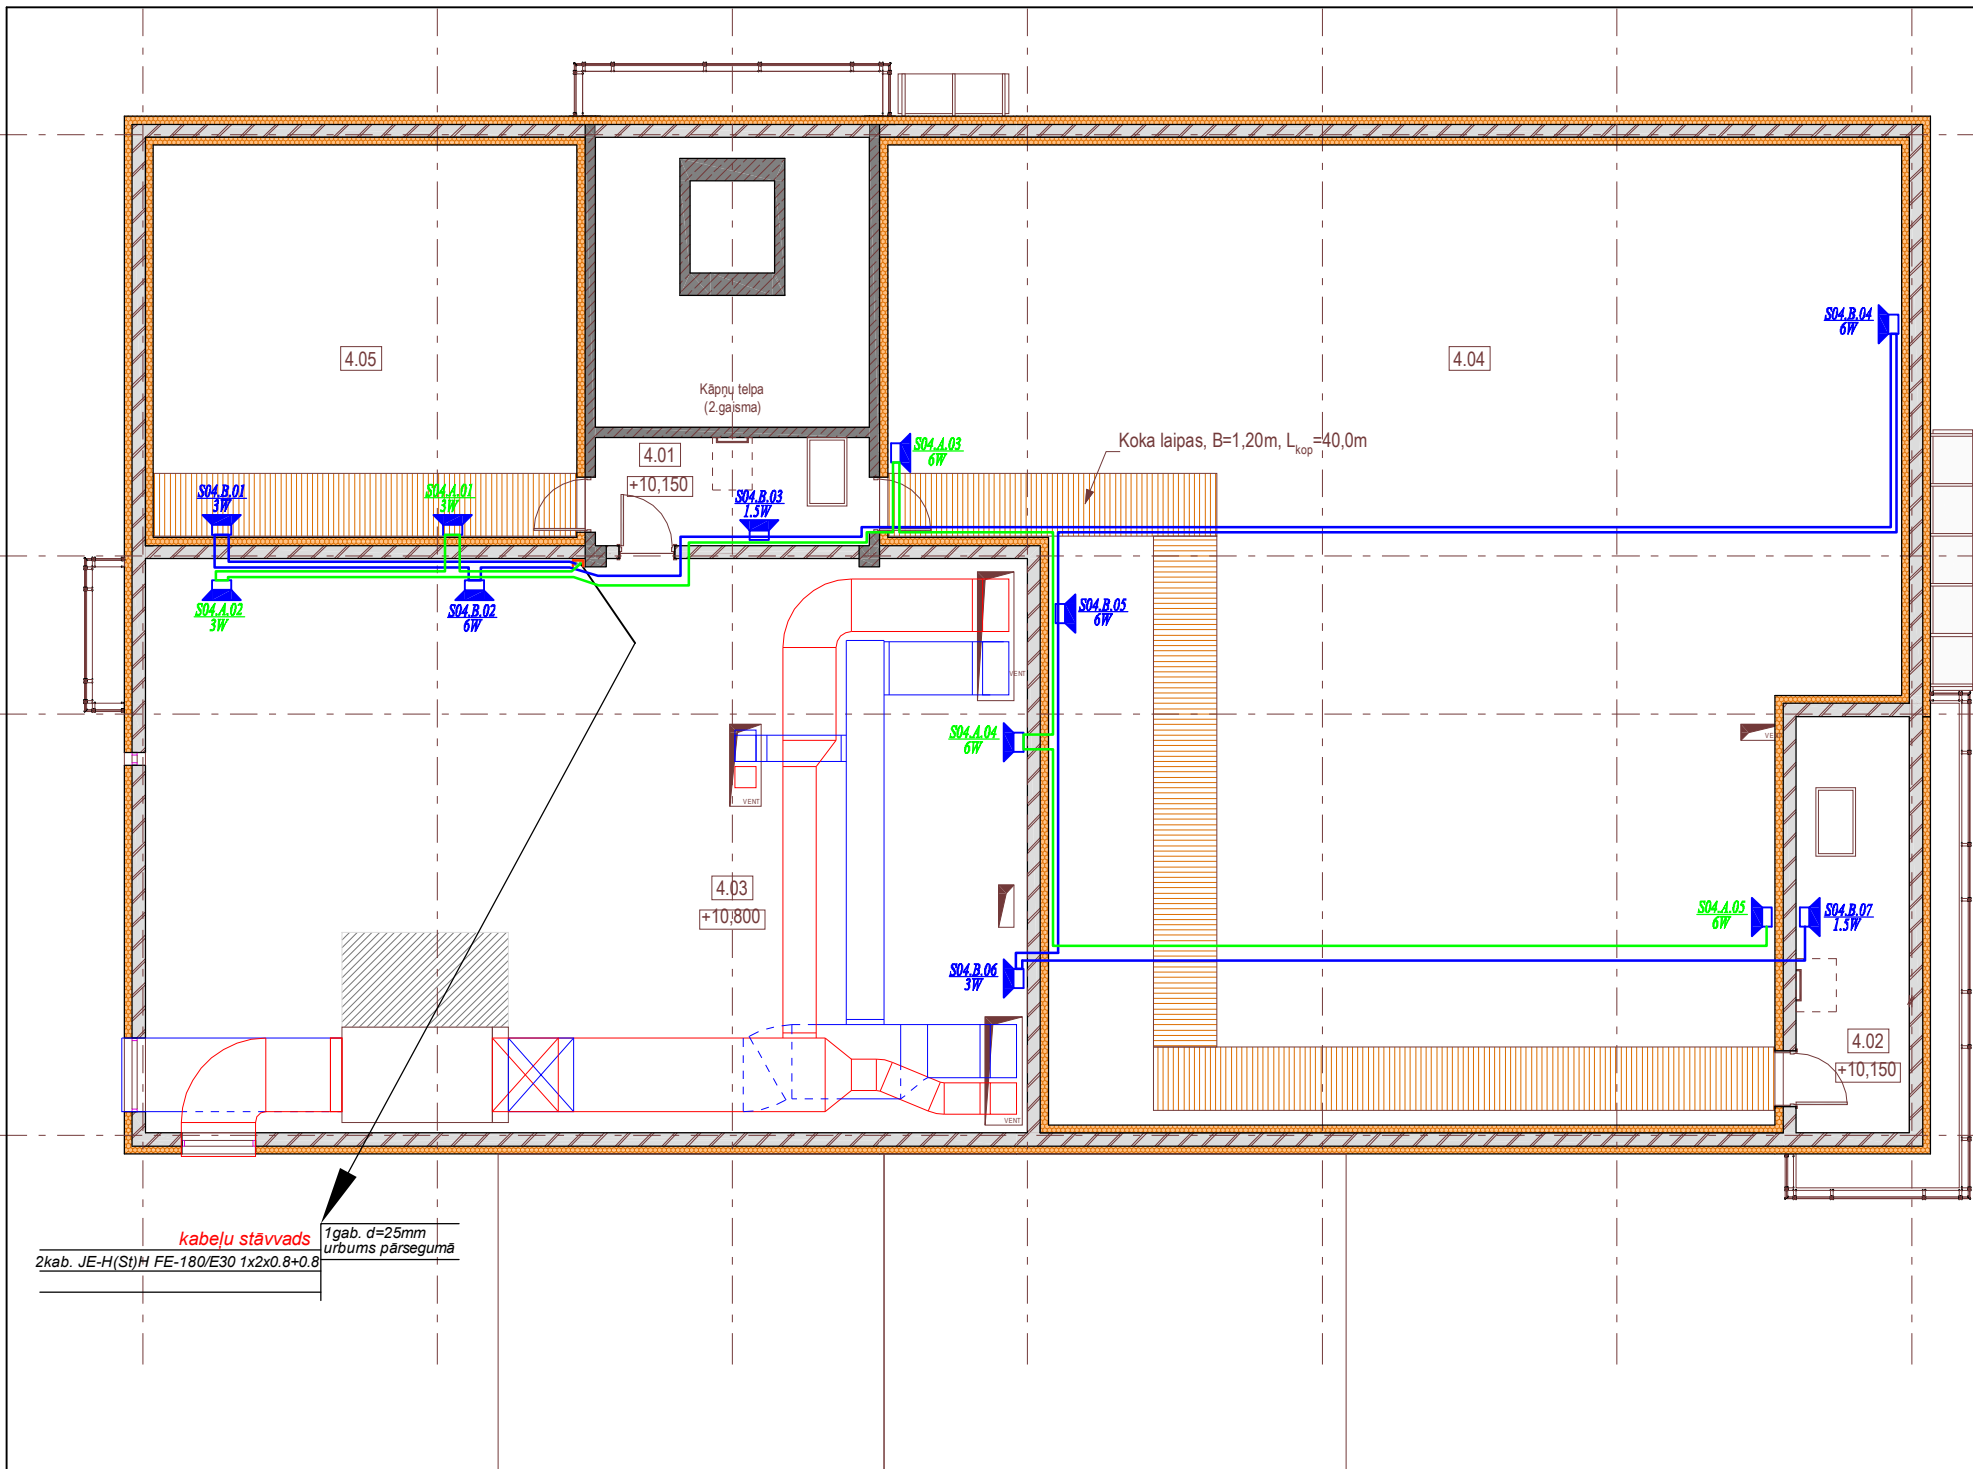 S04.B.04
6W
4.05
4.04
Kāpņu telpa
(2.gaisma)
4.01
+10,150
S04.A.03
6W
Koka laipas, B=1,20m, Lkop=40,0m
S04.B.01
3W
S04.A.01
3W
S04.B.03
1.5W
S04.A.02
3W
S04.B.02
6W
S04.B.05
6W
VENT
S04.A.04
6W
VENT
VENT
4.03
+10,800
S04.A.05
6W
S04.B.07
1.5W
S04.B.06
3W
4.02
+10,150
VENT
kabeļu stāvvads
1gab. d=25mm
urbums pārsegumā
2kab. JE-H(St)H FE-180/E30 1x2x0.8+0.8